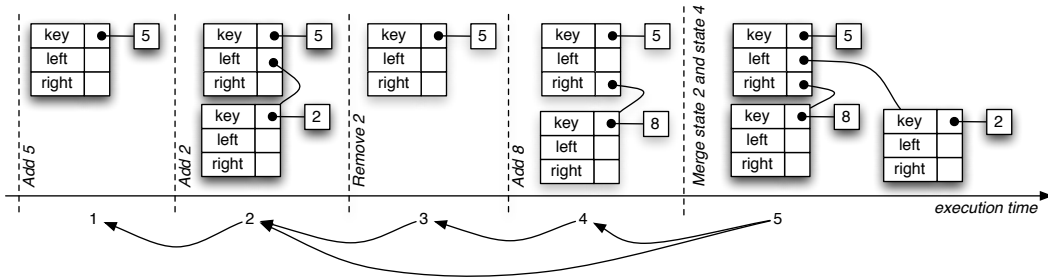 Add 5
key 5
left
right
Add 2
key 5
left
right
key 2
left
right
Remove 2
key 5
left
right
Add 8
key 5
left
right
key 8
left
right
Merge state 2 and state 4
key 5
left
right
key 8
left
right
key 2
left
right
execution time
1 2 3 4 5